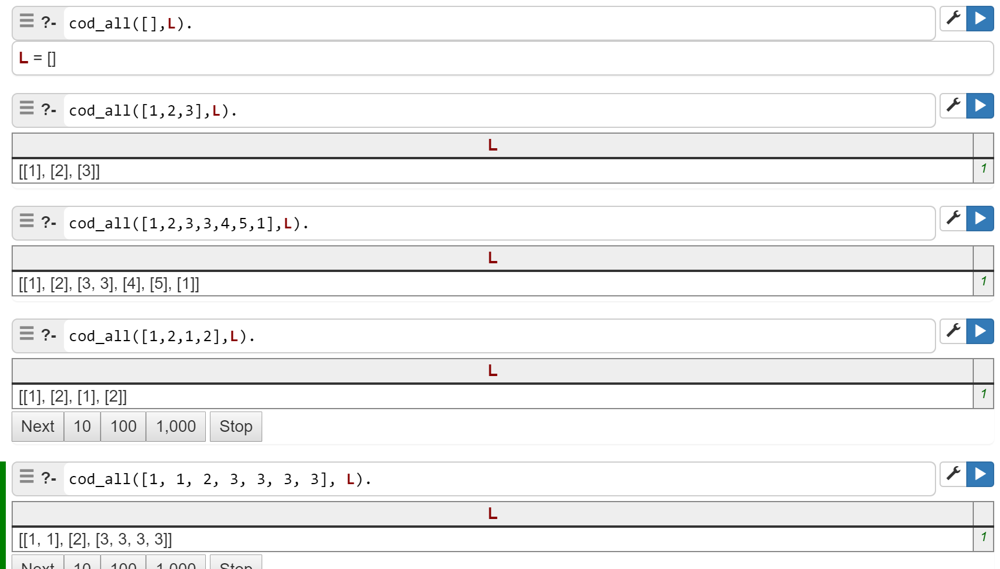 ?- cod_all([],L).
L = []
?- cod_all([1,2,3],L).
L
[[1], [2], [3]] 1
?- cod_all([1,2,3,3,4,5,1],L).
L
[[1], [2], [3, 3], [4], [5], [1]] 1
?- cod_all([1,2,1,2],L).
L
[[1], [2], [1], [2]] 1
Next 10 100 1,000 Stop
?- cod_all([1, 1, 2, 3, 3, 3, 3], L).
L
[[1, 1], [2], [3, 3, 3, 3]] 1
Next 10 100 1,000 Stop